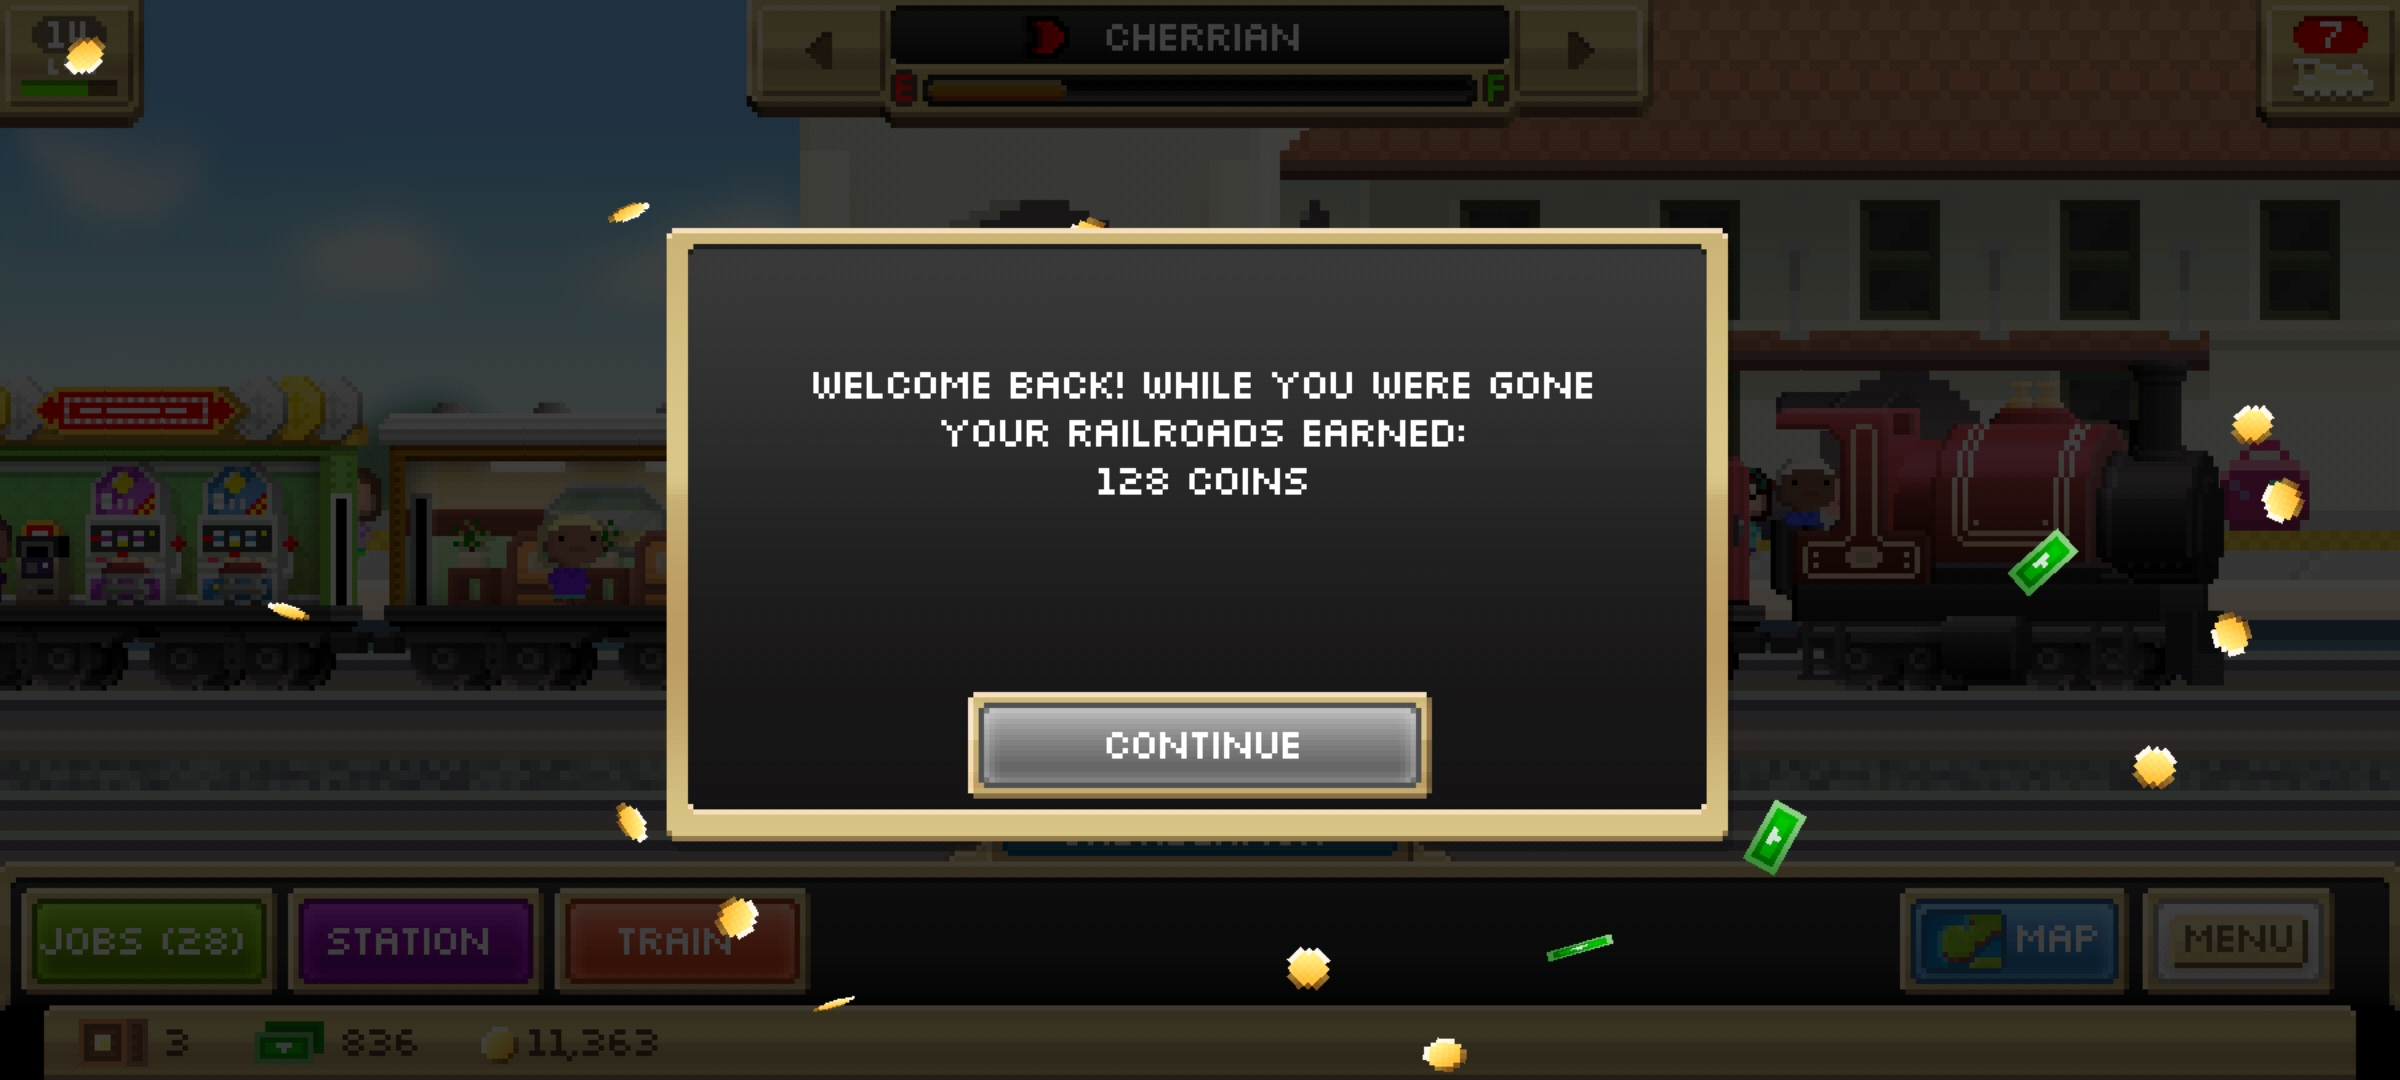 14
CHERRIAN
7
E
F
WELCOME BACK! WHILE YOU WERE GONE
YOUR RAILROADS EARNED:
128 COINS
CONTINUE
JOBS (28)
STATION
TRAIN
MAP
MENU
3
836
11,363